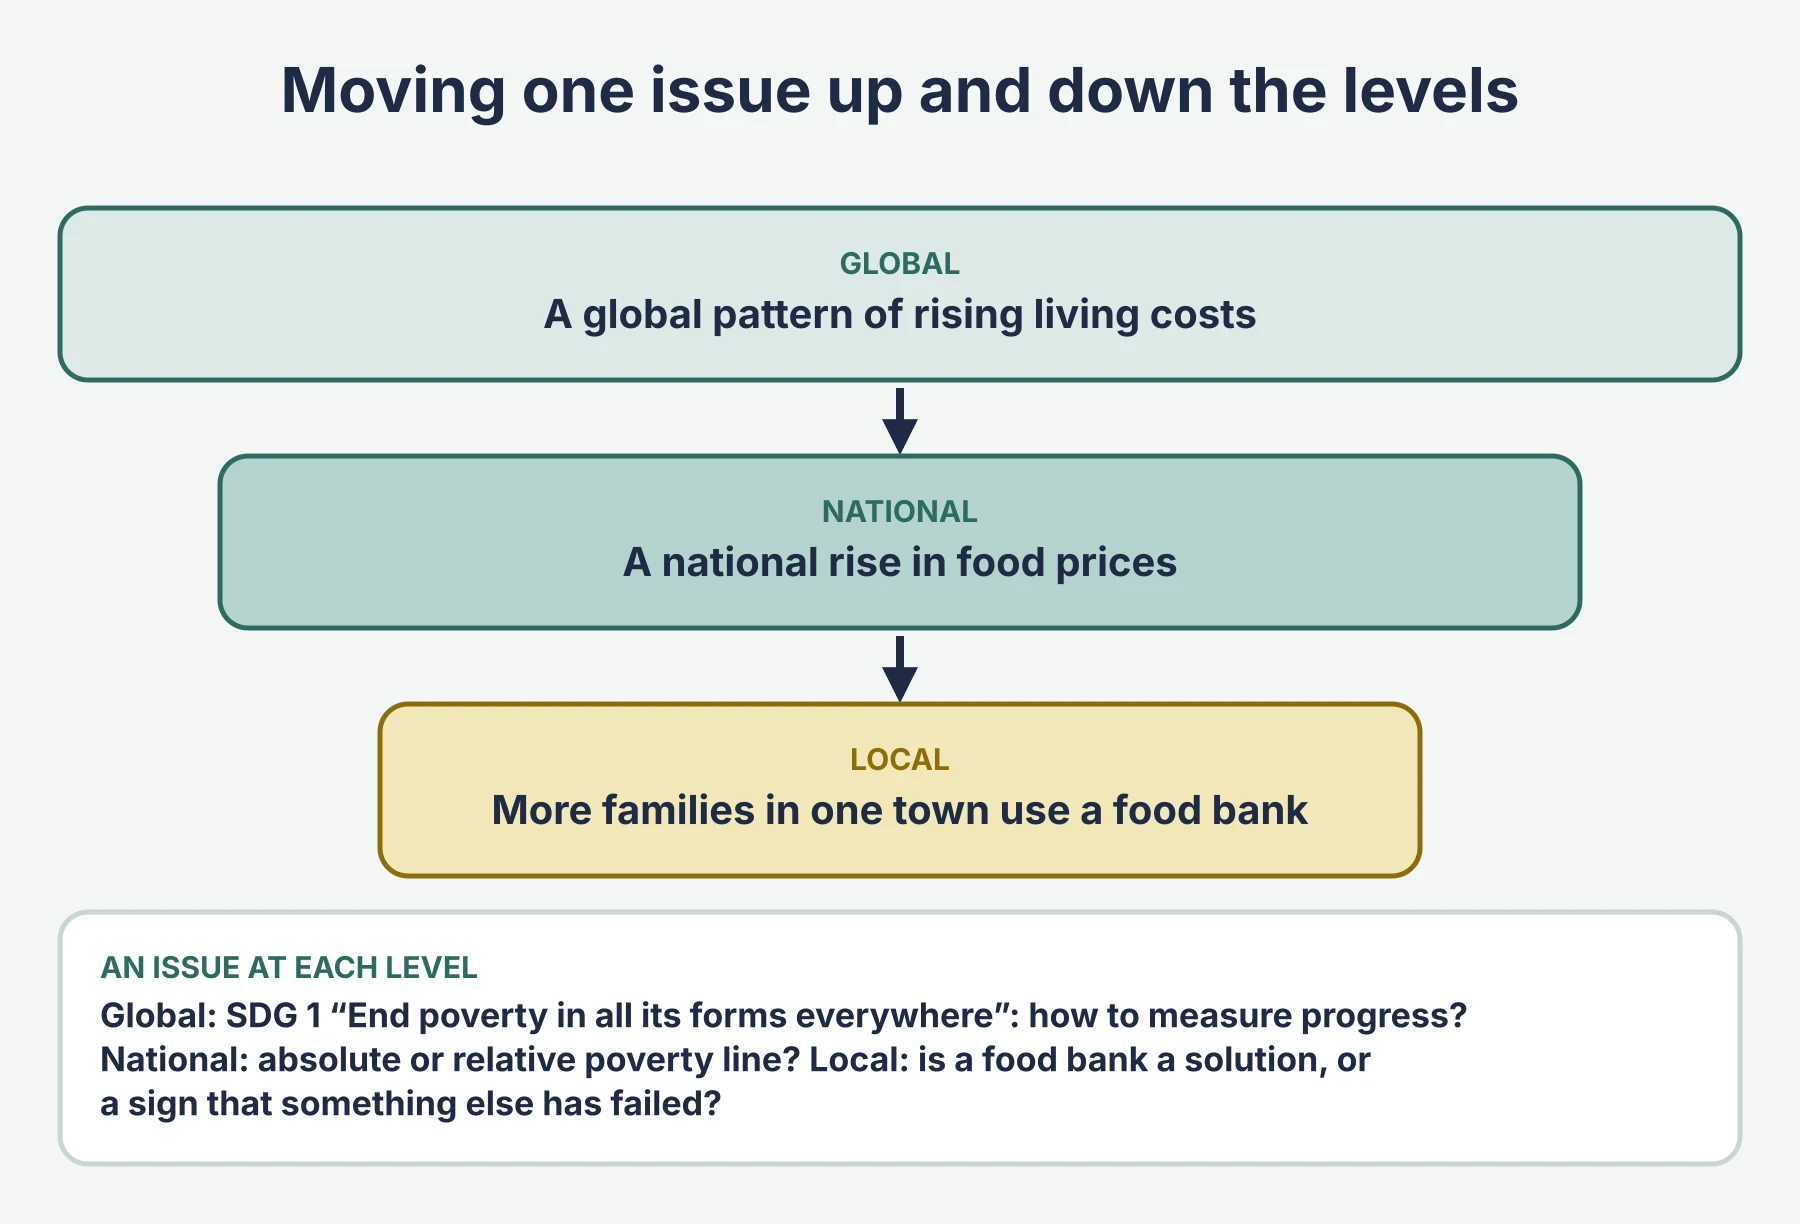 Moving one issue up and down the levels
GLOBAL
A global pattern of rising living costs
NATIONAL
A national rise in food prices
LOCAL
More families in one town use a food bank
AN ISSUE AT EACH LEVEL
Global: SDG 1 “End poverty in all its forms everywhere”: how to measure progress?
National: absolute or relative poverty line? Local: is a food bank a solution, or
a sign that something else has failed?